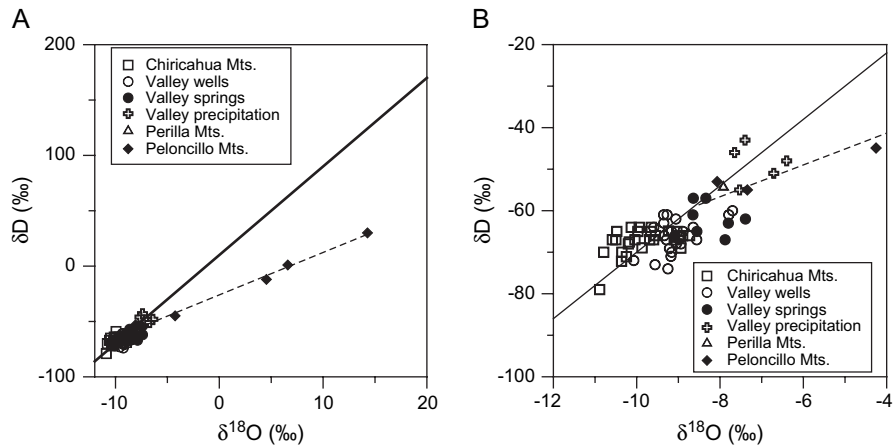 A
δD (‰)
200
100
0
-100
-10
0
10
20
δ18O (‰)
Chiricahua Mts.
Valley wells
Valley springs
Valley precipitation
Perilla Mts.
Peloncillo Mts.
B
δD (‰)
-20
-40
-60
-80
-100
-12
-10
-8
-6
-4
δ18O (‰)
Chiricahua Mts.
Valley wells
Valley springs
Valley precipitation
Perilla Mts.
Peloncillo Mts.